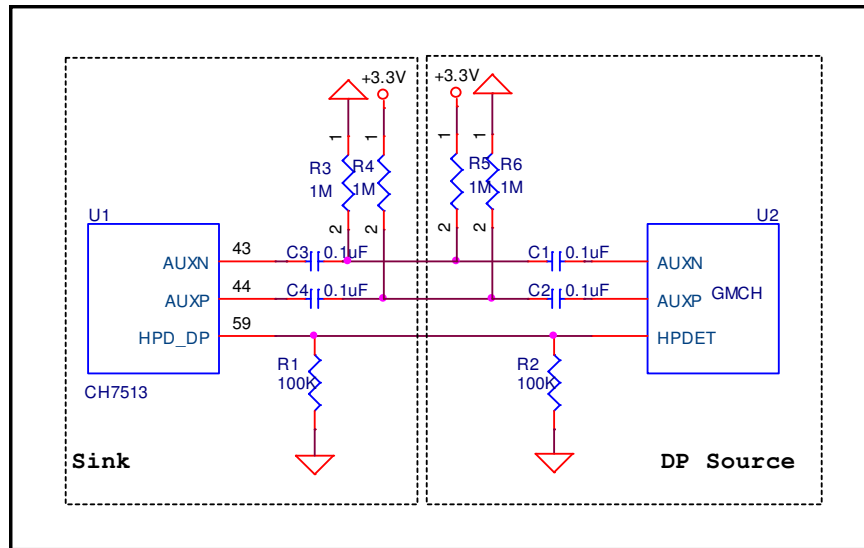 +3.3V
+3.3V
1
1
1
1
R3
1M
R4
1M
R5
1M
R6
1M
2
2
2
2
U1
U2
43
C3
0.1uF
C1
0.1uF
AUXN
AUXN
44
C4
0.1uF
C2
0.1uF
AUXP
AUXP
GMCH
59
HPD_DP
HPDET
R1
100K
R2
100K
CH7513
Sink
DP Source